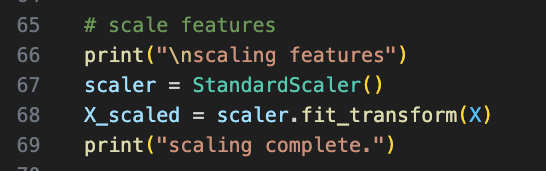 65 # scale features
66 print("\nscaling features")
67 scaler = StandardScaler()
68 X_scaled = scaler.fit_transform(X)
69 print("scaling complete.")